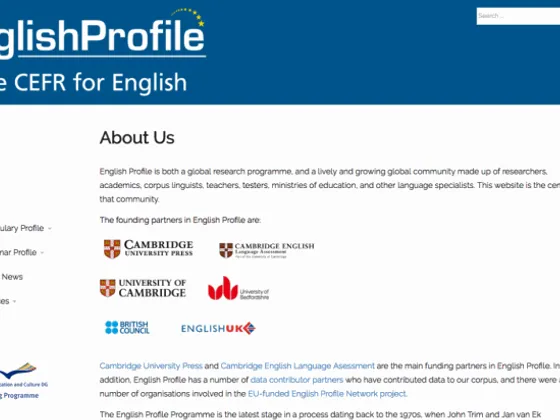 glishProfile
Search ...
e CEFR for English
About Us
English Profile is both a global research programme, and a lively and growing global community made up of researchers,
academics, corpus linguists, teachers, testers, ministries of education, and other language specialists. This website is the cen
that community.
The founding partners in English Profile are:
ulary Profile
mar Profile
News
es
CAMBRIDGE
UNIVERSITY PRESS
CAMBRIDGE ENGLISH
Language Assessment
Part of the University of Cambridge
UNIVERSITY OF
CAMBRIDGE
University of
Bedfordshire
BRITISH
COUNCIL
ENGLISHUK
cation and Culture DG
g Programme
Cambridge University Press and Cambridge English Language Assessment are the main funding partners in English Profile. In
addition, English Profile has a number of data contributor partners who have contributed data to our corpus, and there were a
number of organisations involved in the EU-funded English Profile Network project.
The English Profile Programme is the latest stage in a process dating back to the 1970s, when John Trim and Jan van Ek